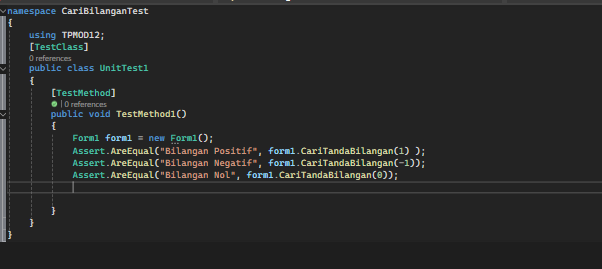 namespace CariBilanganTest
{
using TPMOD12;
[TestClass]
0 references
public class UnitTest1
{
[TestMethod]
| 0 references
public void TestMethod1()
{
Form1 form1 = new Form1();
Assert.AreEqual("Bilangan Positif", form1.CariTandaBilangan(1) );
Assert.AreEqual("Bilangan Negatif", form1.CariTandaBilangan(-1));
Assert.AreEqual("Bilangan Nol", form1.CariTandaBilangan(0));
}
}
}